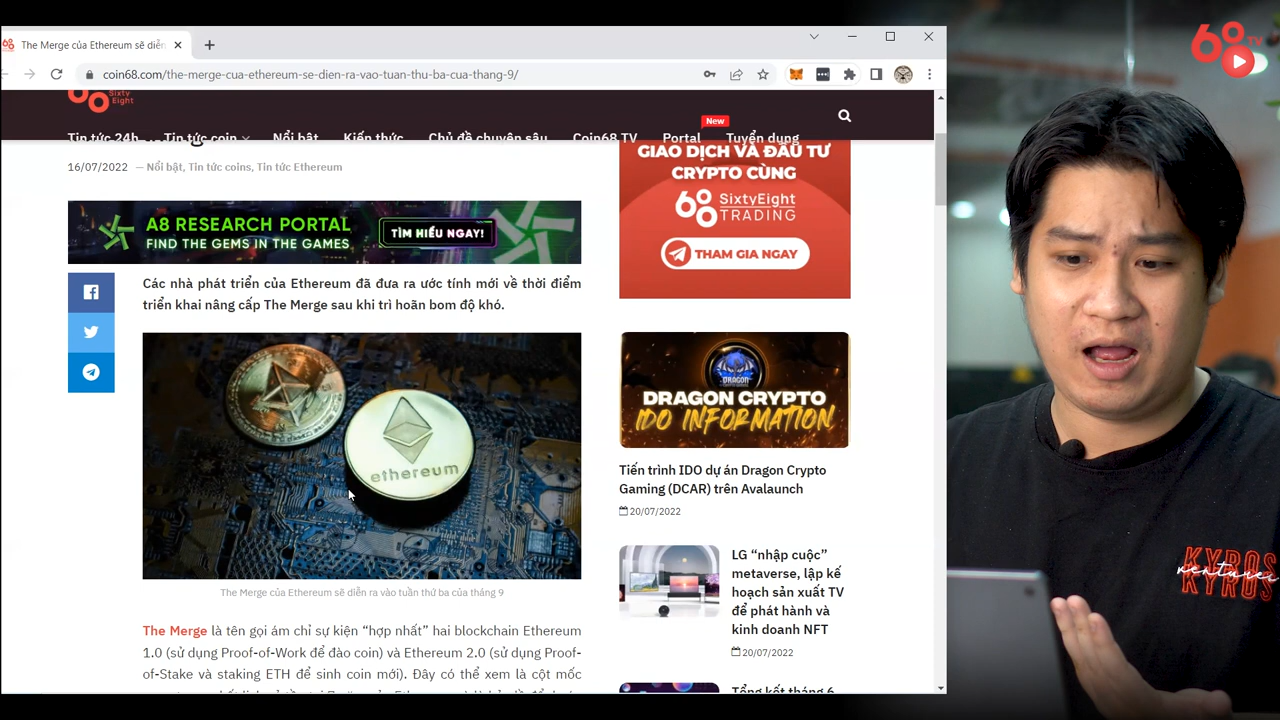 The Merge của Ethereum sẽ diễn
coin68.com/the-merge-cua-ethereum-se-dien-ra-vao-tuan-thu-ba-cua-thang-9/
68 TV
Sixty
Eight
New
Tin tức 24h Tin tức coin Nổi bật Kiến thức Chủ đề chuyên sâu Coin68 TV Portal Tuyển dụng
16/07/2022 — Nổi bật, Tin tức coins, Tin tức Ethereum
A8 RESEARCH PORTAL
FIND THE GEMS IN THE GAMES
TÌM HIỂU NGAY!
Các nhà phát triển của Ethereum đã đưa ra ước tính mới về thời điểm
triển khai nâng cấp The Merge sau khi trì hoãn bom độ khó.
ethereum
The Merge của Ethereum sẽ diễn ra vào tuần thứ ba của tháng 9
The Merge là tên gọi ám chỉ sự kiện “hợp nhất” hai blockchain Ethereum
1.0 (sử dụng Proof-of-Work để đào coin) và Ethereum 2.0 (sử dụng Proof-
of-Stake và staking ETH để sinh coin mới). Đây có thể xem là cột mốc
GIAO DỊCH VÀ ĐẦU TƯ
CRYPTO CÙNG
68 SixtyEight
TRADING
THAM GIA NGAY
DRAGON
DRAGON CRYPTO
IDO INFORMATION
Tiến trình IDO dự án Dragon Crypto
Gaming (DCAR) trên Avalaunch
20/07/2022
LG “nhập cuộc”
metaverse, lập kế
hoạch sản xuất TV
để phát hành và
kinh doanh NFT
20/07/2022
Tổng kết tháng 6
KYROS
ventures
KYROS